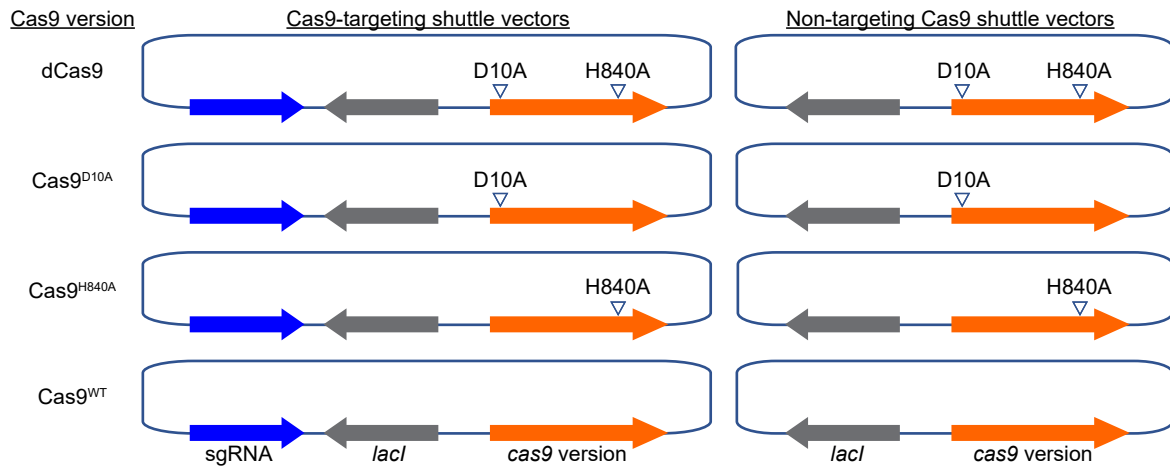 Cas9 version Cas9-targeting shuttle vectors Non-targeting Cas9 shuttle vectors
dCas9 D10A H840A D10A H840A
Cas9D10A D10A D10A
Cas9H840A H840A H840A
Cas9WT
sgRNA lacI cas9 version lacI cas9 version